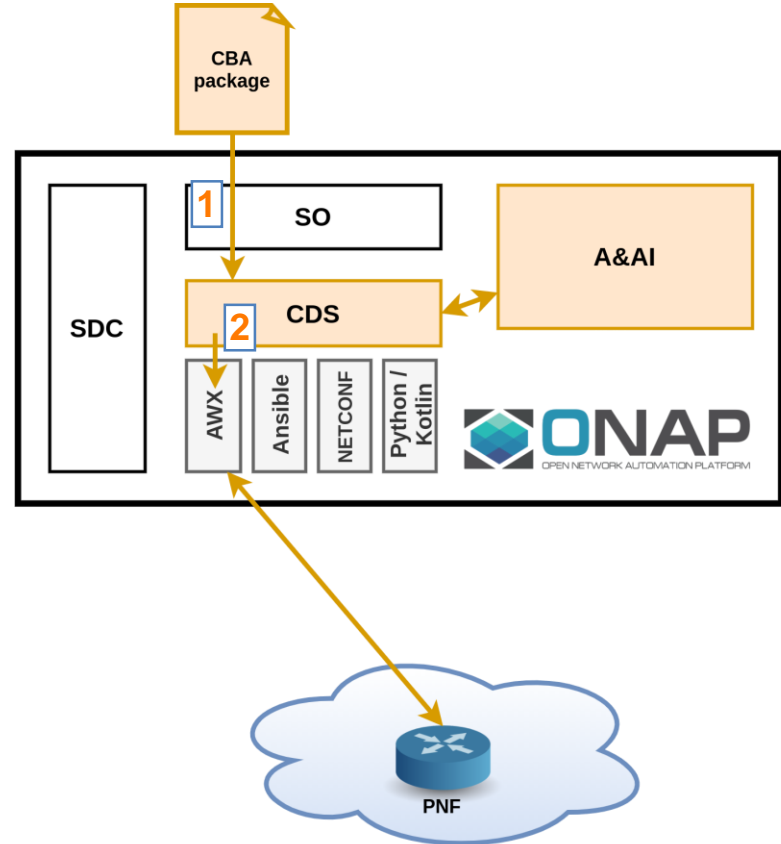 CBA
package
1
SO
A&AI
SDC
CDS
2
AWX
Ansible
NETCONF
Python /
Kotlin
ONAP
OPEN NETWORK AUTOMATION PLATFORM
PNF